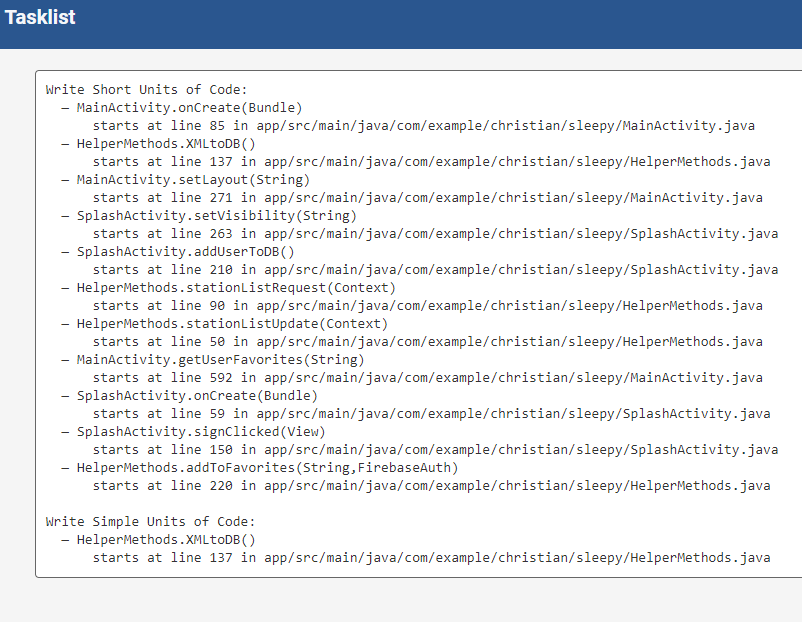 Tasklist
Write Short Units of Code:
– MainActivity.onCreate(Bundle)
starts at line 85 in app/src/main/java/com/example/christian/sleepy/MainActivity.java
– HelperMethods.XMLtoDB()
starts at line 137 in app/src/main/java/com/example/christian/sleepy/HelperMethods.java
– MainActivity.setLayout(String)
starts at line 271 in app/src/main/java/com/example/christian/sleepy/MainActivity.java
– SplashActivity.setVisibility(String)
starts at line 263 in app/src/main/java/com/example/christian/sleepy/SplashActivity.java
– SplashActivity.addUserToDB()
starts at line 210 in app/src/main/java/com/example/christian/sleepy/SplashActivity.java
– HelperMethods.stationListRequest(Context)
starts at line 90 in app/src/main/java/com/example/christian/sleepy/HelperMethods.java
– HelperMethods.stationListUpdate(Context)
starts at line 50 in app/src/main/java/com/example/christian/sleepy/HelperMethods.java
– MainActivity.getUserFavorites(String)
starts at line 592 in app/src/main/java/com/example/christian/sleepy/MainActivity.java
– SplashActivity.onCreate(Bundle)
starts at line 59 in app/src/main/java/com/example/christian/sleepy/SplashActivity.java
– SplashActivity.signClicked(View)
starts at line 150 in app/src/main/java/com/example/christian/sleepy/SplashActivity.java
– HelperMethods.addToFavorites(String,FirebaseAuth)
starts at line 220 in app/src/main/java/com/example/christian/sleepy/HelperMethods.java
Write Simple Units of Code:
– HelperMethods.XMLtoDB()
starts at line 137 in app/src/main/java/com/example/christian/sleepy/HelperMethods.java